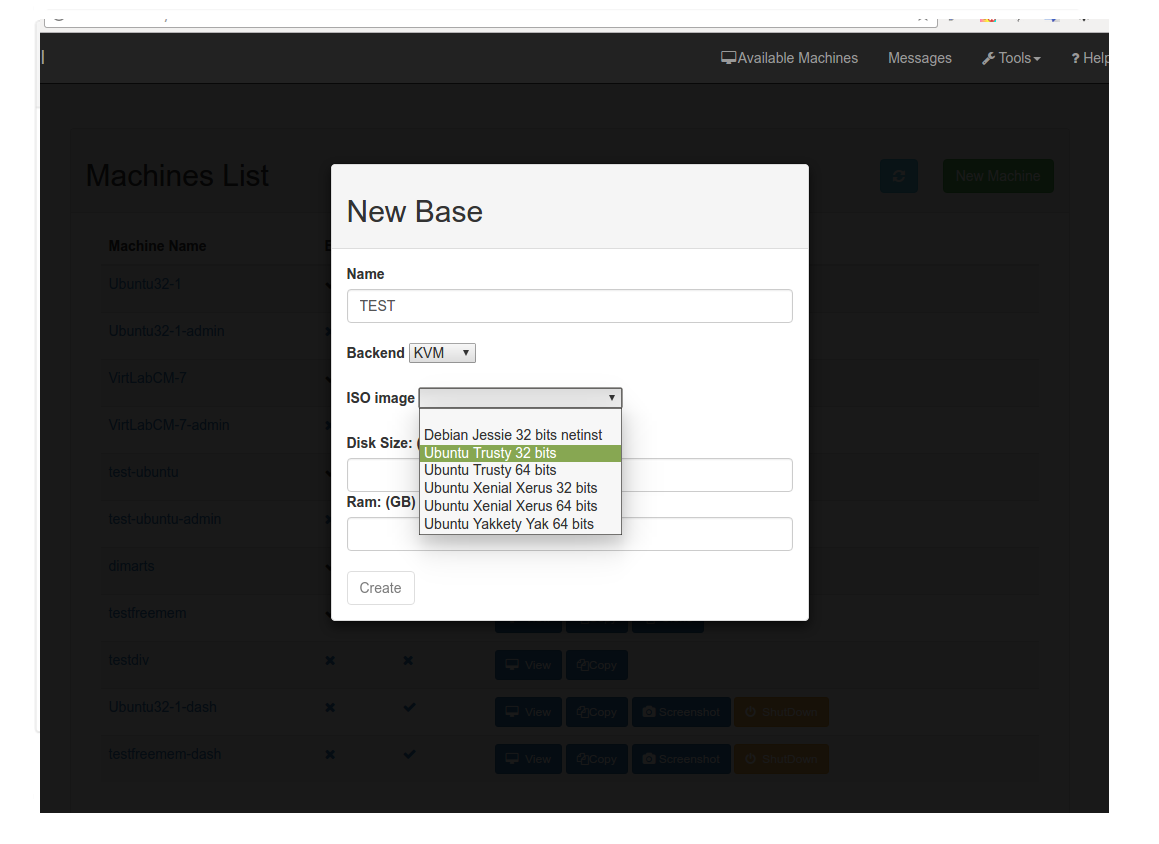 Available Machines Messages Tools ? Help
Machines List
New Machine
New Base
Machine Name
Name
Ubuntu32-1
TEST
Ubuntu32-1-admin
Backend KVM
VirtLabCM-7
ISO image
VirtLabCM-7-admin
Debian Jessie 32 bits netinst
Disk Size: (
Ubuntu Trusty 32 bits
test-ubuntu
Ubuntu Trusty 64 bits
Ubuntu Xenial Xerus 32 bits
Ram: (GB)
Ubuntu Xenial Xerus 64 bits
test-ubuntu-admin
Ubuntu Yakkety Yak 64 bits
dimarts
Create
testfreemem
testdiv
View Copy
Ubuntu32-1-dash
View Copy Screenshot ShutDown
testfreemem-dash
View Copy Screenshot ShutDown